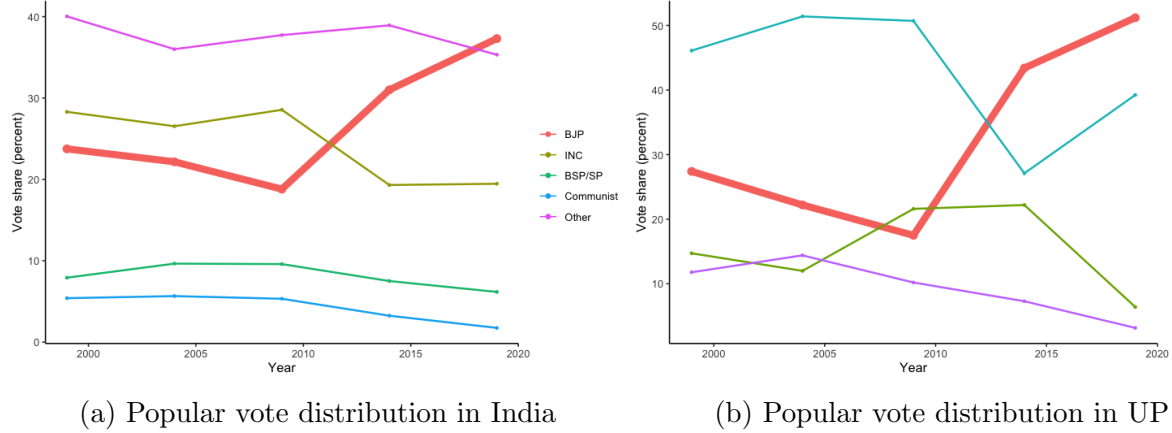 Vote share (percent)
40
30
20
10
0
2000
2005
2010
2015
2020
Year
BJP
INC
BSP/SP
Communist
Other
(a) Popular vote distribution in India
Vote share (percent)
50
40
30
20
10
2000
2005
2010
2015
2020
Year
(b) Popular vote distribution in UP